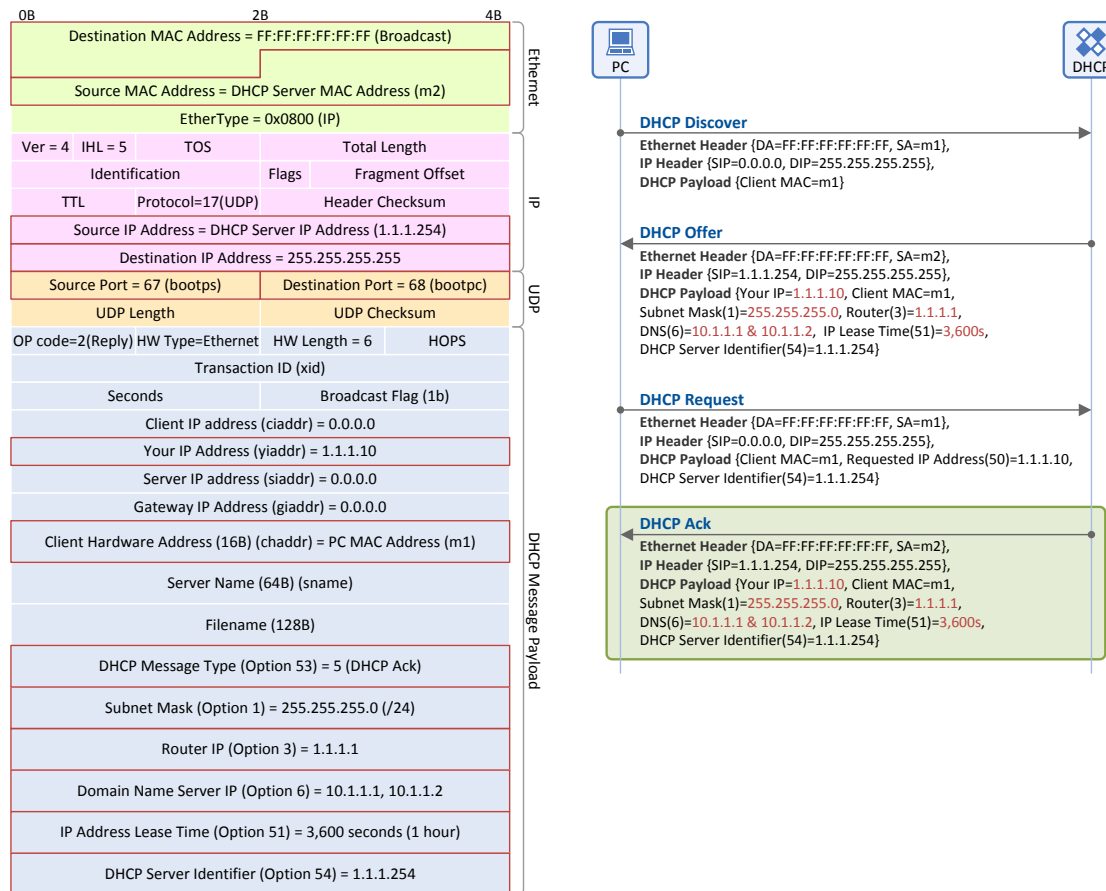 0B 2B 4B
Destination MAC Address = FF:FF:FF:FF:FF:FF (Broadcast)
Source MAC Address = DHCP Server MAC Address (m2)
EtherType = 0x0800 (IP)
Ethernet
Ver = 4 IHL = 5 TOS Total Length
Identification Flags Fragment Offset
TTL Protocol=17(UDP) Header Checksum
Source IP Address = DHCP Server IP Address (1.1.1.254)
Destination IP Address = 255.255.255.255
IP
Source Port = 67 (bootps) Destination Port = 68 (bootpc)
UDP Length UDP Checksum
UDP
OP code=2(Reply) HW Type=Ethernet HW Length = 6 HOPS
Transaction ID (xid)
Seconds Broadcast Flag (1b)
Client IP address (ciaddr) = 0.0.0.0
Your IP Address (yiaddr) = 1.1.1.10
Server IP address (siaddr) = 0.0.0.0
Gateway IP Address (giaddr) = 0.0.0.0
Client Hardware Address (16B) (chaddr) = PC MAC Address (m1)
Server Name (64B) (sname)
Filename (128B)
DHCP Message Type (Option 53) = 5 (DHCP Ack)
Subnet Mask (Option 1) = 255.255.255.0 (/24)
Router IP (Option 3) = 1.1.1.1
Domain Name Server IP (Option 6) = 10.1.1.1, 10.1.1.2
IP Address Lease Time (Option 51) = 3,600 seconds (1 hour)
DHCP Server Identifier (Option 54) = 1.1.1.254
DHCP Message Payload
PC DHCP
DHCP Discover
Ethernet Header {DA=FF:FF:FF:FF:FF:FF, SA=m1},
IP Header {SIP=0.0.0.0, DIP=255.255.255.255},
DHCP Payload {Client MAC=m1}
DHCP Offer
Ethernet Header {DA=FF:FF:FF:FF:FF:FF, SA=m2},
IP Header {SIP=1.1.1.254, DIP=255.255.255.255},
DHCP Payload {Your IP=1.1.1.10, Client MAC=m1,
Subnet Mask(1)=255.255.255.0, Router(3)=1.1.1.1,
DNS(6)=10.1.1.1 & 10.1.1.2, IP Lease Time(51)=3,600s,
DHCP Server Identifier(54)=1.1.1.254}
DHCP Request
Ethernet Header {DA=FF:FF:FF:FF:FF:FF, SA=m1},
IP Header {SIP=0.0.0.0, DIP=255.255.255.255},
DHCP Payload {Client MAC=m1, Requested IP Address(50)=1.1.1.10,
DHCP Server Identifier(54)=1.1.1.254}
DHCP Ack
Ethernet Header {DA=FF:FF:FF:FF:FF:FF, SA=m2},
IP Header {SIP=1.1.1.254, DIP=255.255.255.255},
DHCP Payload {Your IP=1.1.1.10, Client MAC=m1,
Subnet Mask(1)=255.255.255.0, Router(3)=1.1.1.1,
DNS(6)=10.1.1.1 & 10.1.1.2, IP Lease Time(51)=3,600s,
DHCP Server Identifier(54)=1.1.1.254}